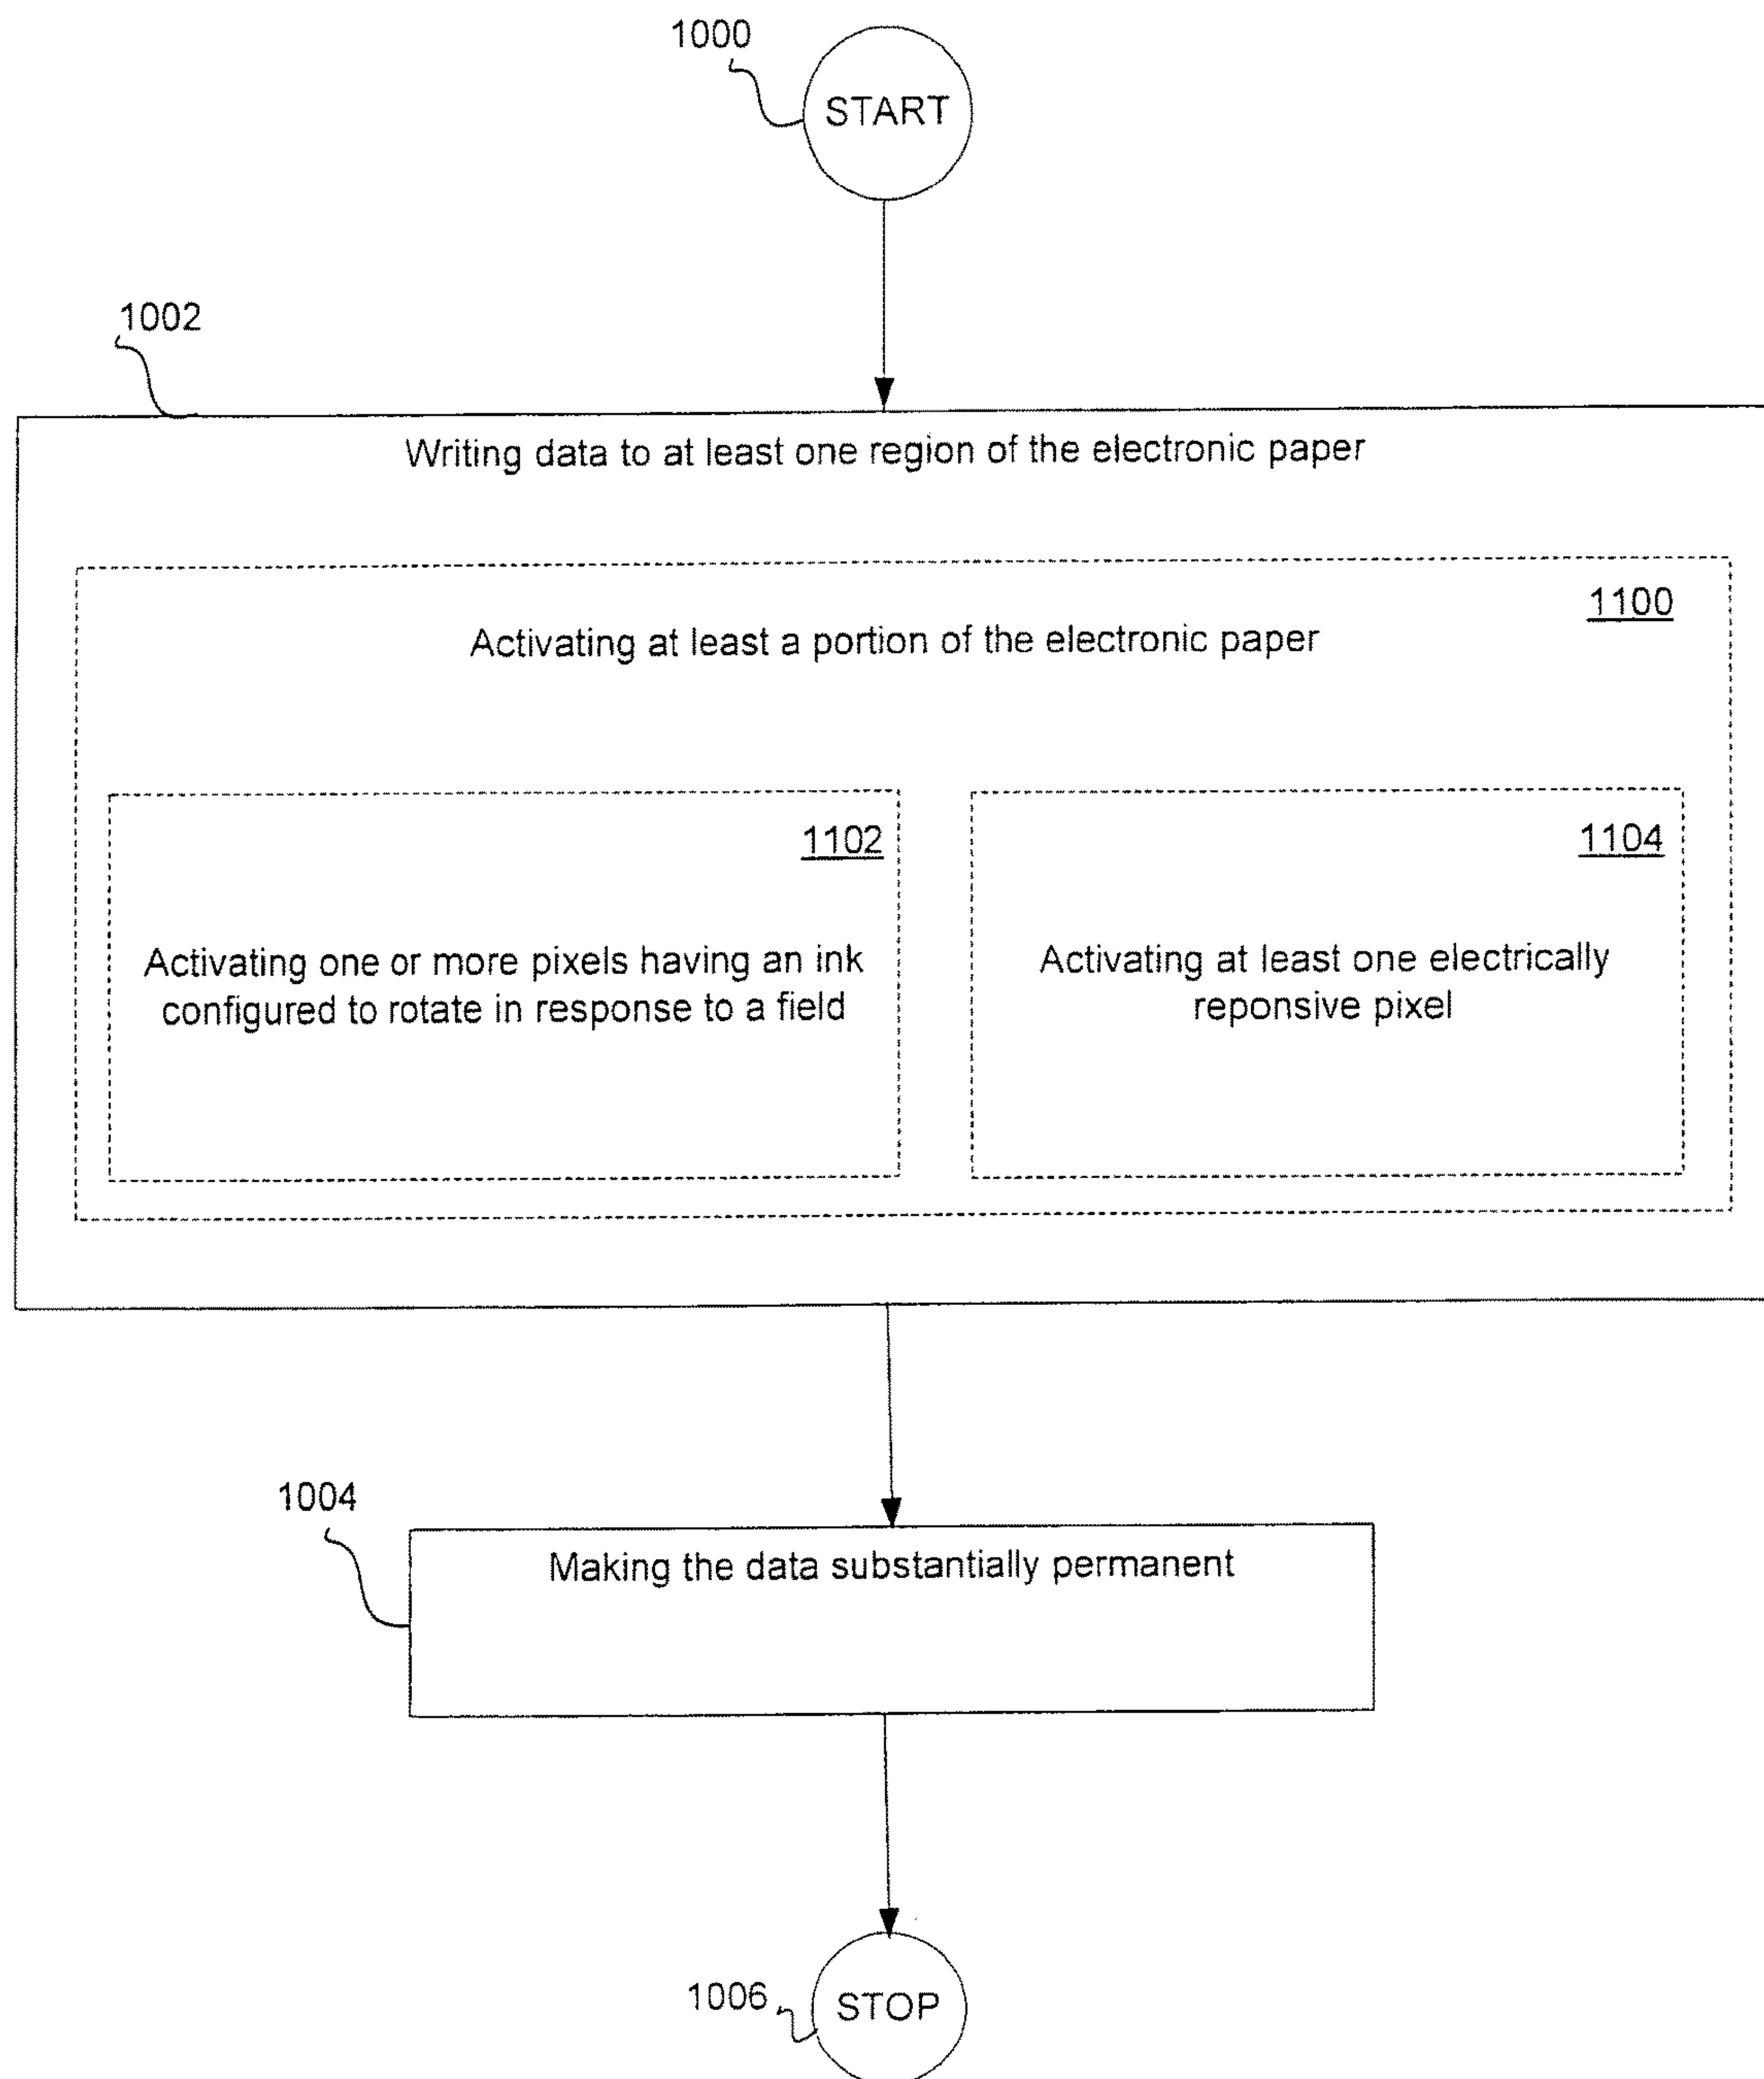 1000
START
1002
Writing data to at least one region of the electronic paper
1100
Activating at least a portion of the electronic paper
1102
Activating one or more pixels having an ink
configured to rotate in response to a field
1104
Activating at least one electrically
reponsive pixel
1004
Making the data substantially permanent
1006
STOP